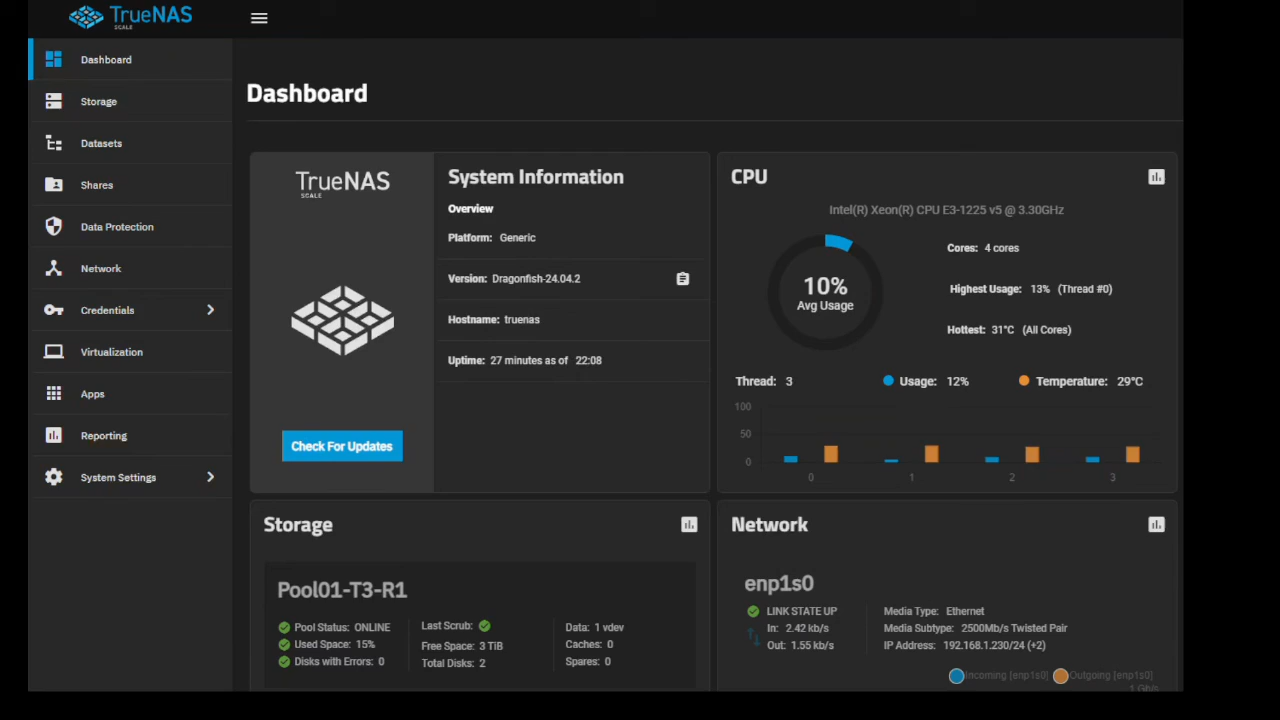 TrueNAS
SCALE
Dashboard
Storage
Datasets
Shares
Data Protection
Network
Credentials
Virtualization
Apps
Reporting
System Settings
Dashboard
TrueNAS
SCALE
Check For Updates
System Information
Overview
Platform: Generic
Version: Dragonfish-24.04.2
Hostname: truenas
Uptime: 27 minutes as of 22:08
CPU
Intel(R) Xeon(R) CPU E3-1225 v5 @ 3.30GHz
10%
Avg Usage
Cores: 4 cores
Highest Usage: 13% (Thread #0)
Hottest: 31°C (All Cores)
Thread: 3 Usage: 12% Temperature: 29°C
100
50
0
0 1 2 3
Storage
Pool01-T3-R1
Pool Status: ONLINE
Used Space: 15%
Disks with Errors: 0
Last Scrub:
Free Space: 3 TiB
Total Disks: 2
Data: 1 vdev
Caches: 0
Spares: 0
Network
enp1s0
LINK STATE UP
In: 2.42 kb/s
Out: 1.55 kb/s
Media Type: Ethernet
Media Subtype: 2500Mb/s Twisted Pair
IP Address: 192.168.1.230/24 (+2)
Incoming [enp1s0] Outgoing [enp1s0]
1 Gb/s